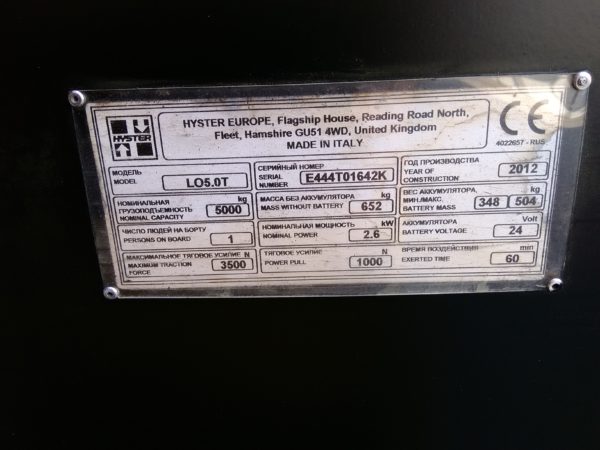 HYSTER
HYSTER EUROPE, Flagship House, Reading Road North,
Fleet, Hamshire GU51 4WD, United Kingdom
MADE IN ITALY
CE
4022657 - RUS
МОДЕЛЬ
MODEL
LO5.0T
СЕРИЙНЫЙ НОМЕР
SERIAL
NUMBER
E444T01642K
ГОД ПРОИЗВОДСТВА
YEAR OF
CONSTRUCTION
2012
НОМИНАЛЬНАЯ kg
ГРУЗОПОДЪЕМНОСТЬ
NOMINAL CAPACITY
5000
МАССА БЕЗ АККУМУЛЯТОРА kg
MASS WITHOUT BATTERY
652
ВЕС АККУМУЛЯТОРА, kg
МИН./МАКС.
BATTERY MASS
348 504
ЧИСЛО ЛЮДЕЙ НА БОРТУ
PERSONS ON BOARD
1
НОМИНАЛЬНАЯ МОЩНОСТЬ kW
NOMINAL POWER
2.6
АККУМУЛЯТОРА Volt
BATTERY VOLTAGE
24
МАКСИМАЛЬНОЕ ТЯГОВОЕ УСИЛИЕ N
MAXIMUM TRACTION
FORCE
3500
ТЯГОВОЕ УСИЛИЕ N
POWER PULL
1000
ВРЕМЯ ВОЗДЕЙСТВИЯ min
EXERTED TIME
60